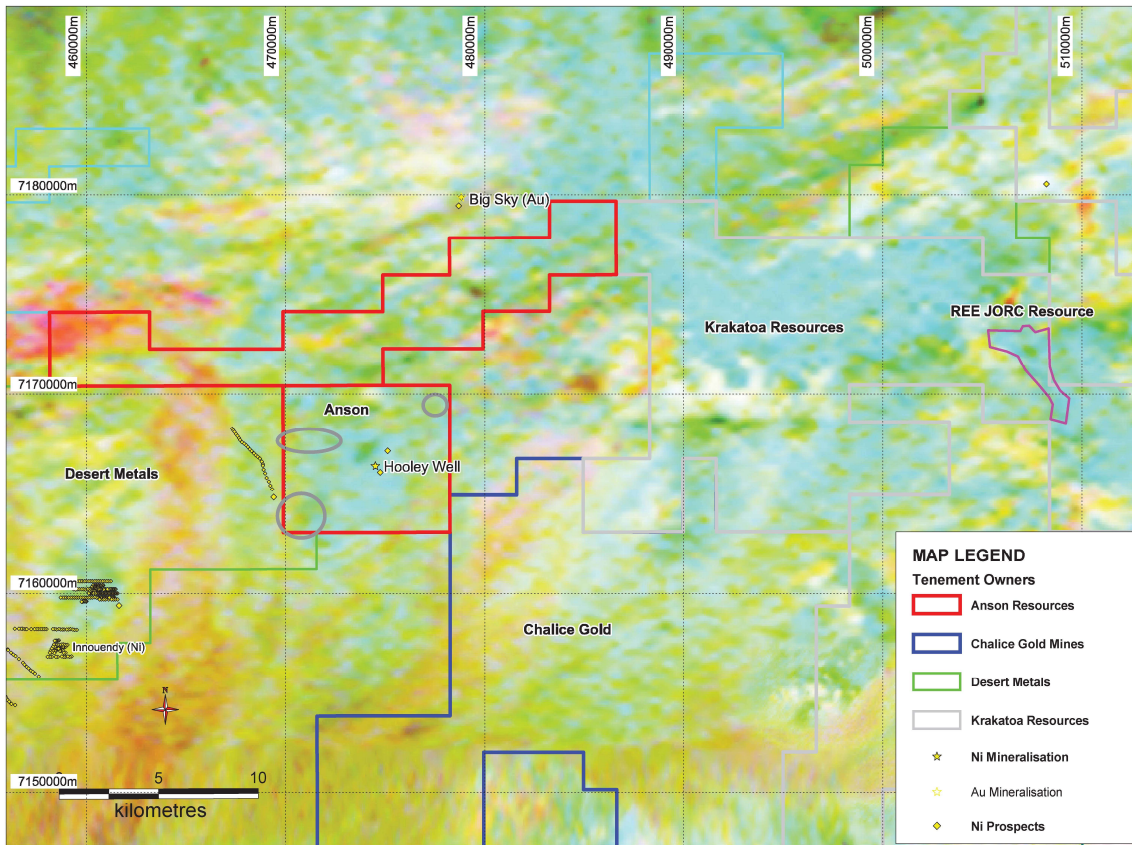 460000m
470000m
480000m
490000m
500000m
510000m
7180000m
Big Sky (Au)
REE JORC Resource
Krakatoa Resources
7170000m
Anson
Hooley Well
Desert Metals
7160000m
Chalice Gold
Innouendy (Ni)
N
7150000m
5
10
kilometres
MAP LEGEND
Tenement Owners
Anson Resources
Chalice Gold Mines
Desert Metals
Krakatoa Resources
Ni Mineralisation
Au Mineralisation
Ni Prospects